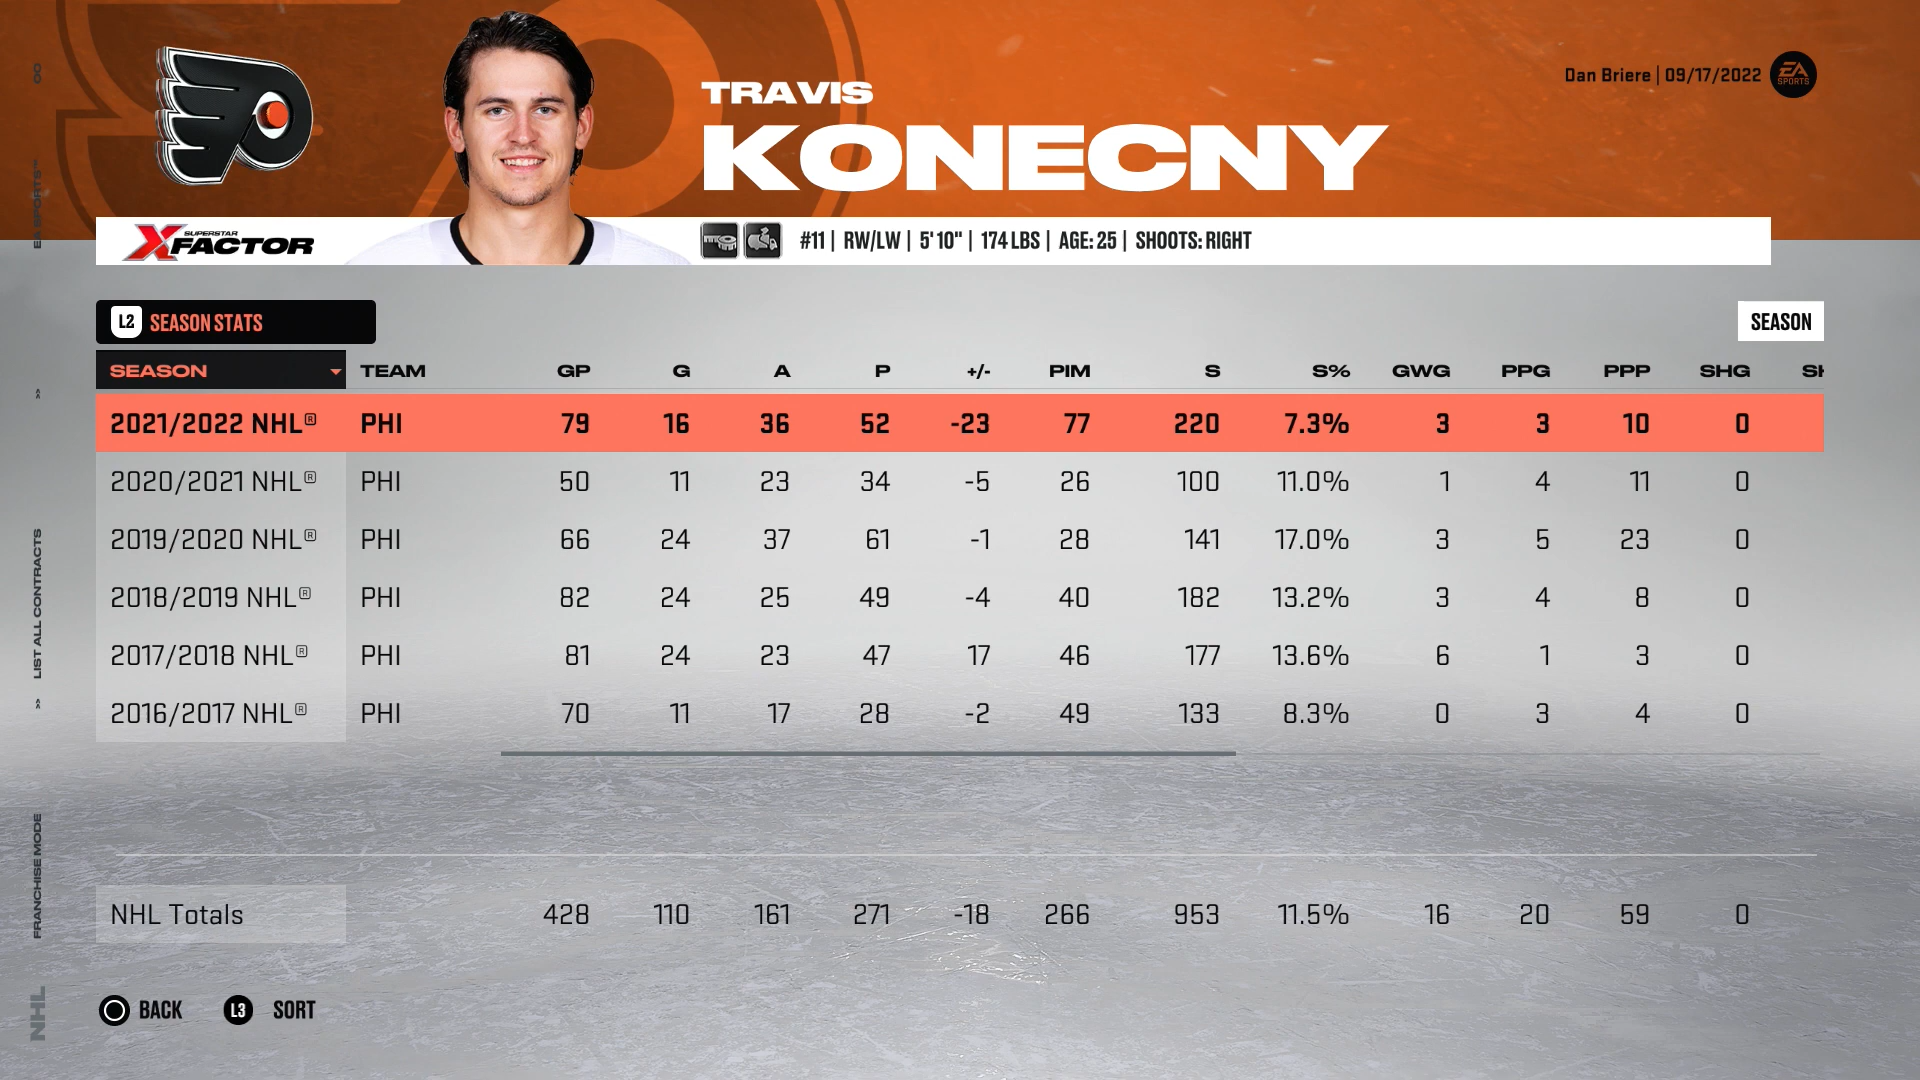 TRAVIS
KONECNY
Dan Briere | 09/17/2022
EA SPORTS
SUPERSTAR
X FACTOR
#11 | RW/LW | 5' 10" | 174 LBS | AGE: 25 | SHOOTS: RIGHT
L2 SEASON STATS
SEASON
SEASON TEAM GP G A P +/- PIM S S% GWG PPG PPP SHG
2021/2022 NHL® PHI 79 16 36 52 -23 77 220 7.3% 3 3 10 0
2020/2021 NHL® PHI 50 11 23 34 -5 26 100 11.0% 1 4 11 0
2019/2020 NHL® PHI 66 24 37 61 -1 28 141 17.0% 3 5 23 0
2018/2019 NHL® PHI 82 24 25 49 -4 40 182 13.2% 3 4 8 0
2017/2018 NHL® PHI 81 24 23 47 17 46 177 13.6% 6 1 3 0
2016/2017 NHL® PHI 70 11 17 28 -2 49 133 8.3% 0 3 4 0
NHL Totals 428 110 161 271 -18 266 953 11.5% 16 20 59 0
BACK L3 SORT
NHL FRANCHISE MODE >> LIST ALL CONTRACTS >> EA SPORTS™